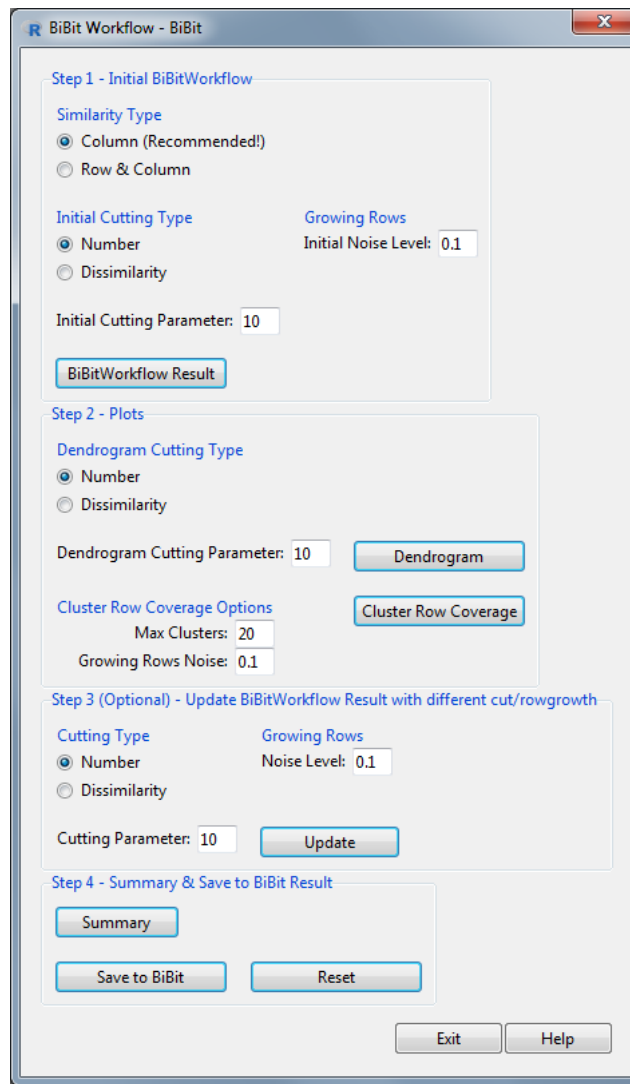 R BiBit Workflow - BiBit
Step 1 - Initial BiBitWorkflow
Similarity Type
Column (Recommended!)
Row & Column
Initial Cutting Type Growing Rows
Number Initial Noise Level: 0.1
Dissimilarity
Initial Cutting Parameter: 10
BiBitWorkflow Result
Step 2 - Plots
Dendrogram Cutting Type
Number
Dissimilarity
Dendrogram Cutting Parameter: 10 Dendrogram
Cluster Row Coverage Options Cluster Row Coverage
Max Clusters: 20
Growing Rows Noise: 0.1
Step 3 (Optional) - Update BiBitWorkflow Result with different cut/rowgrowth
Cutting Type Growing Rows
Number Noise Level: 0.1
Dissimilarity
Cutting Parameter: 10 Update
Step 4 - Summary & Save to BiBit Result
Summary
Save to BiBit Reset
Exit Help